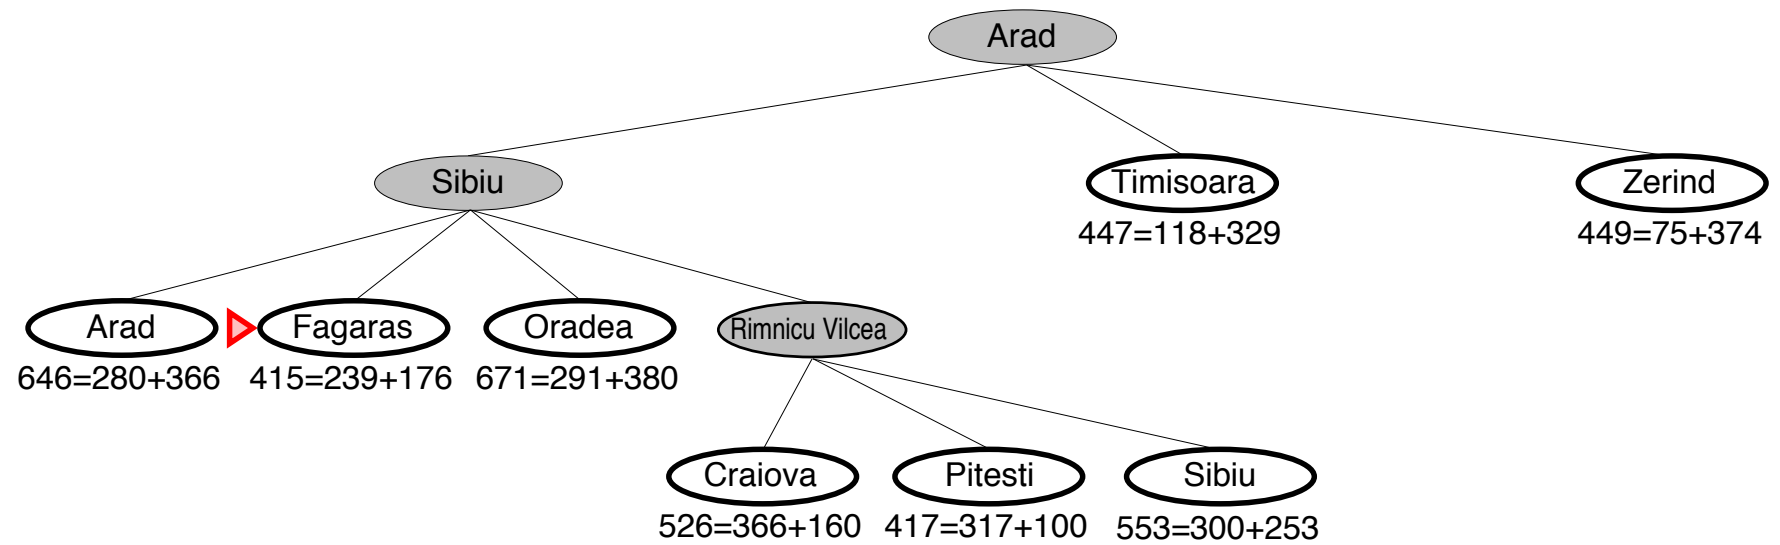 Arad
Sibiu
Timisoara
Zerind
447=118+329
449=75+374
Arad
Fagaras
Oradea
Rimnicu Vilcea
646=280+366
415=239+176
671=291+380
Craiova
Pitesti
Sibiu
526=366+160
417=317+100
553=300+253